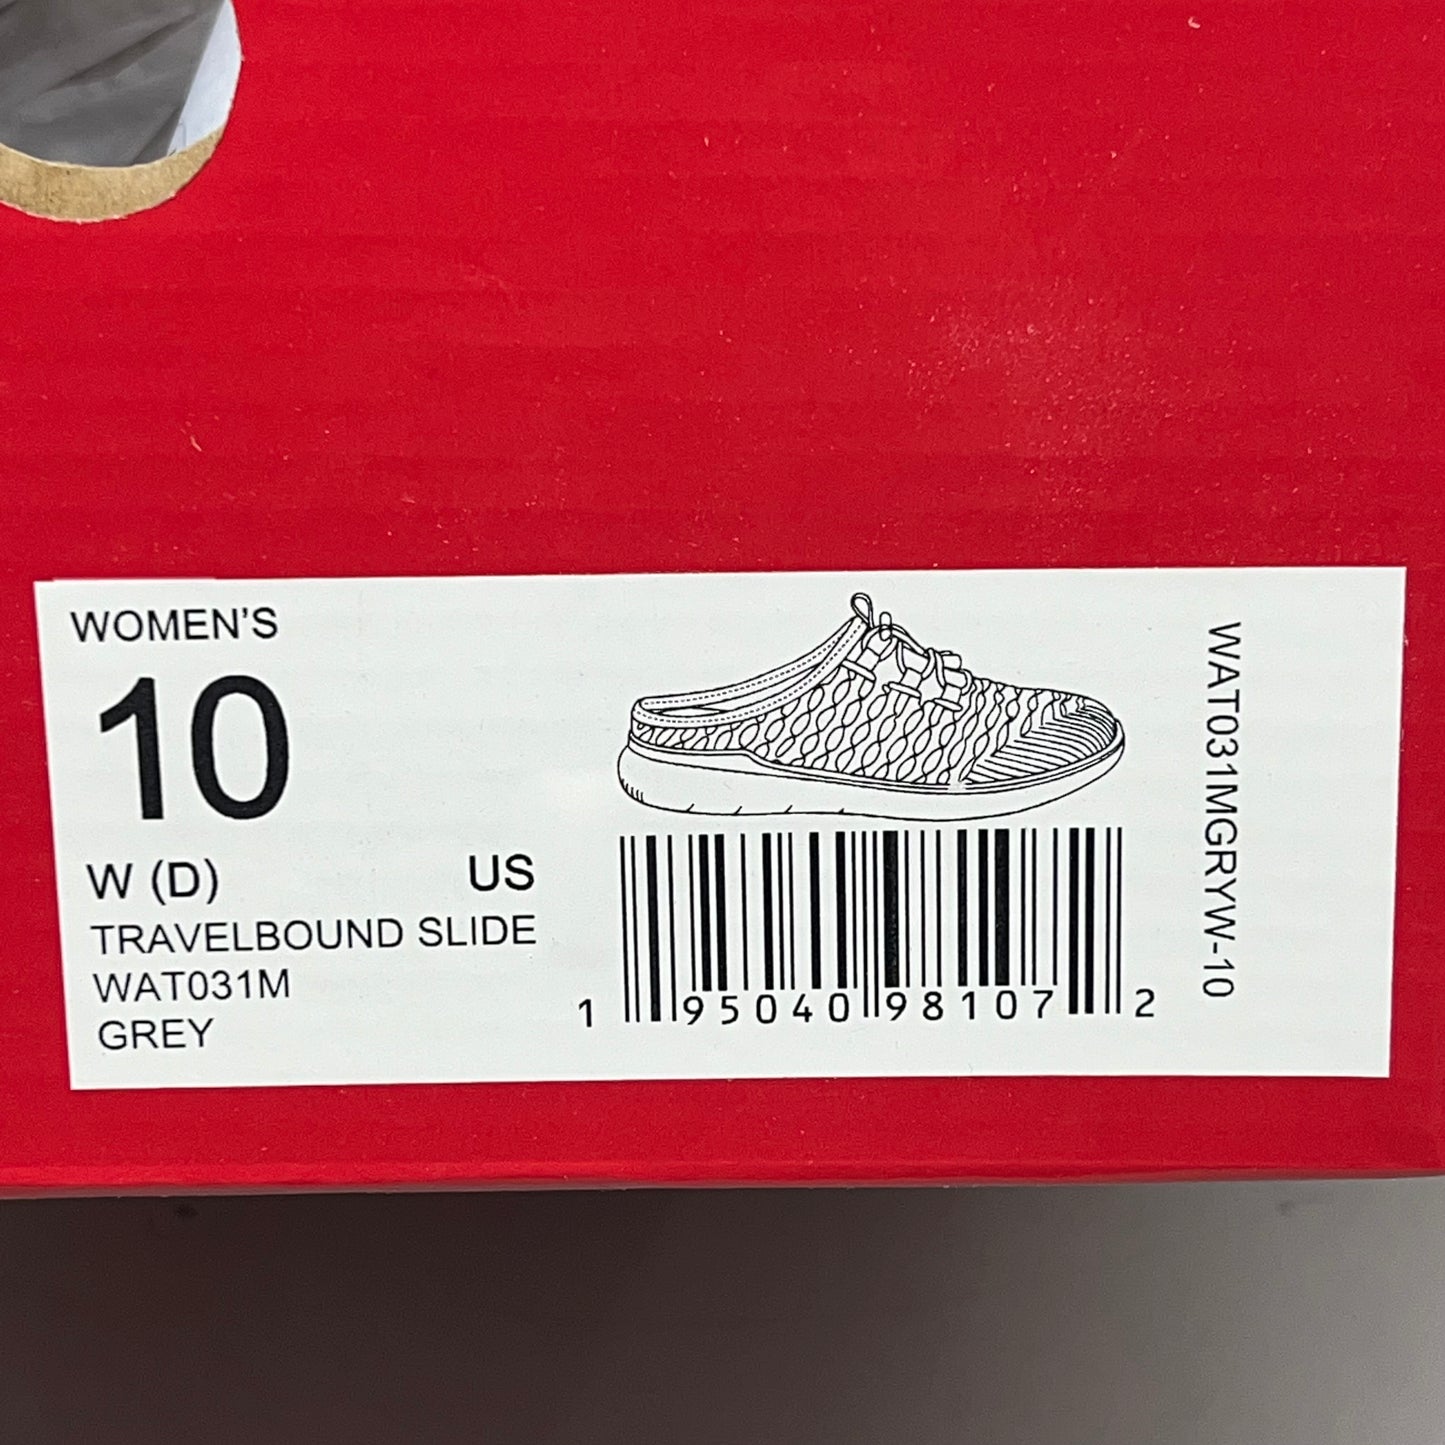 WOMEN'S
10
W (D) US
TRAVELBOUND SLIDE
WAT031M
GREY
1 95040 98107 2
WAT031MGRYW-10